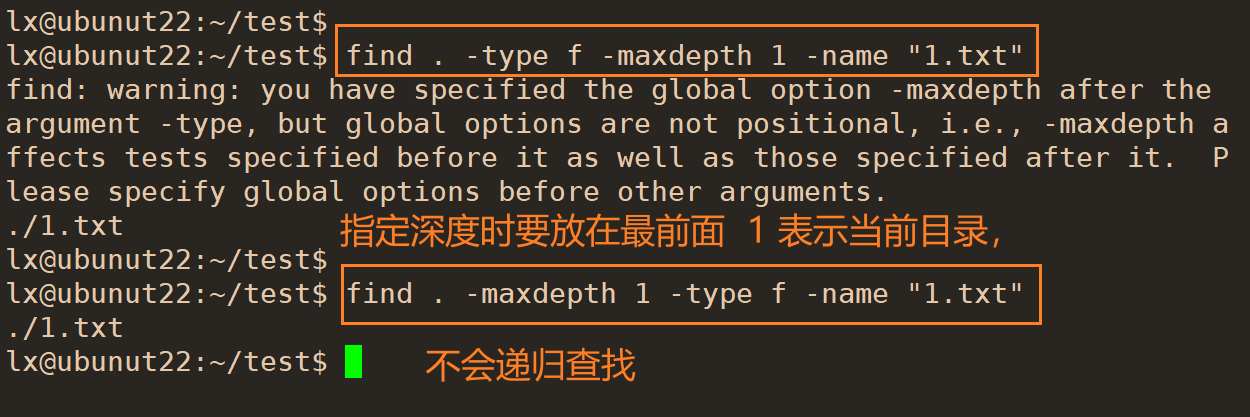 lx@ubunut22:~/test$
lx@ubunut22:~/test$ find . -type f -maxdepth 1 -name "1.txt"
find: warning: you have specified the global option -maxdepth after the
argument -type, but global options are not positional, i.e., -maxdepth a
ffects tests specified before it as well as those specified after it.  P
lease specify global options before other arguments.
./1.txt
指定深度时要放在最前面 1 表示当前目录，
lx@ubunut22:~/test$
lx@ubunut22:~/test$ find . -maxdepth 1 -type f -name "1.txt"
./1.txt
lx@ubunut22:~/test$
不会递归查找